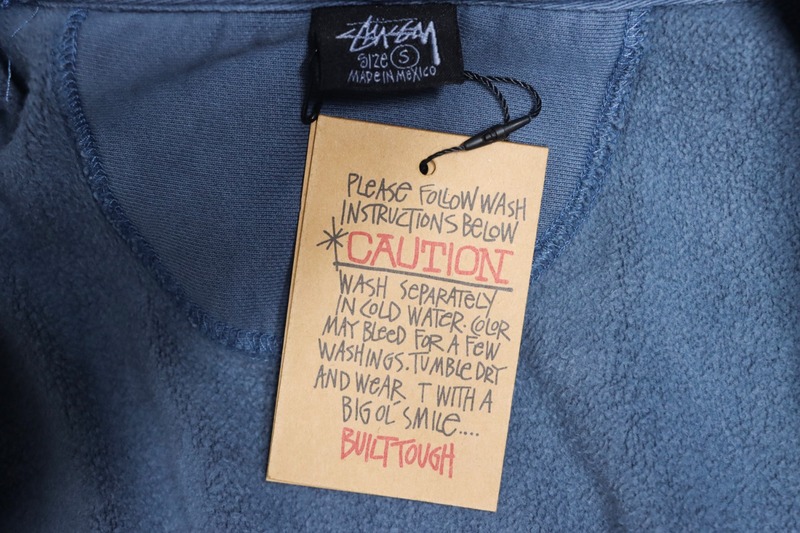 STÜSSY
SIZE S
MADE IN MEXICO
PLEASE FOLLOW WASH
INSTRUCTIONS BELOW
*CAUTION
WASH SEPARATELY
IN COLD WATER. COLOR
MAY BLEED FOR A FEW
WASHINGS. TUMBLE DRY
AND WEAR T WITH A
BIG OL' SMILE....
BUILT TOUGH